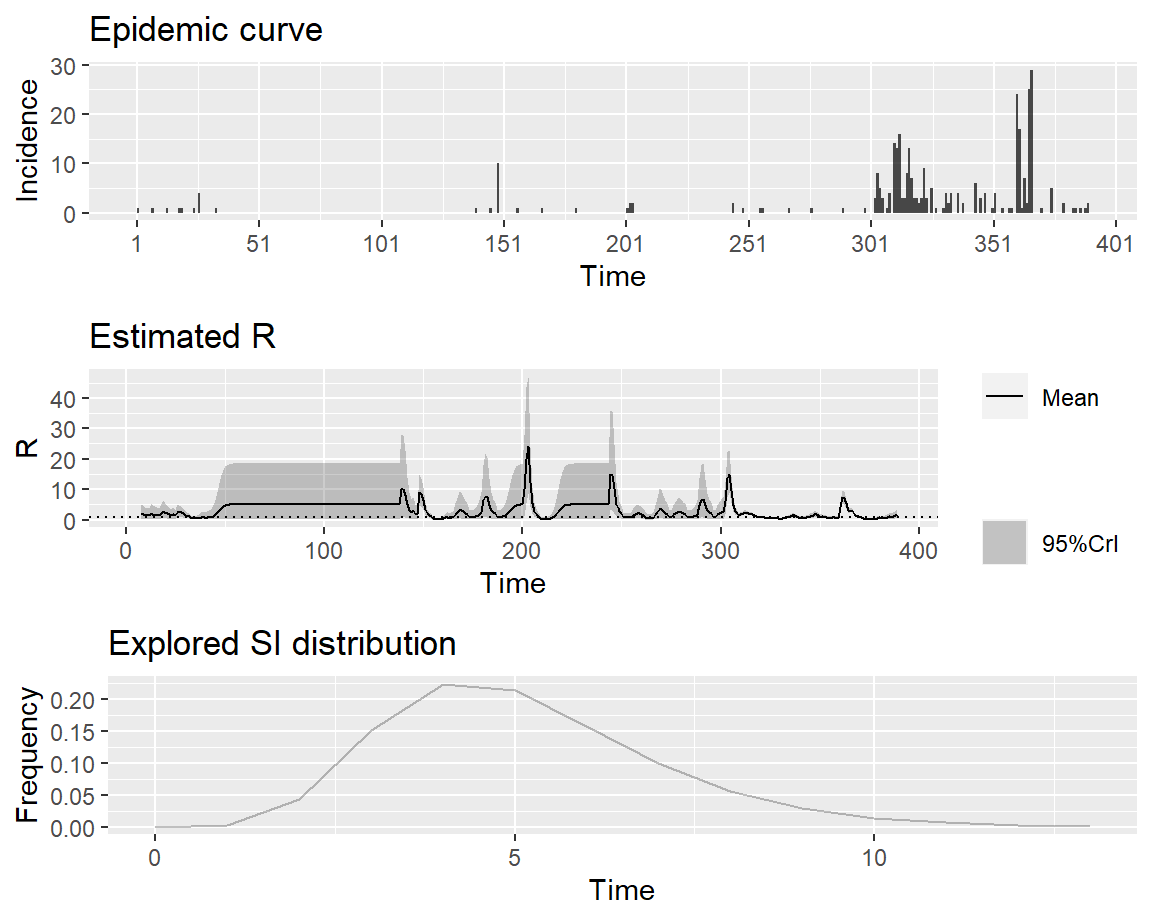 Epidemic curve
30
20
10
0
Incidence
1 51 101 151 201 251 301 351 401
Time
Estimated R
40
30
20
10
0
R
0 100 200 300 400
Time
Mean
95%CrI
Explored SI distribution
0.20
0.15
0.10
0.05
0.00
Frequency
0 5 10
Time